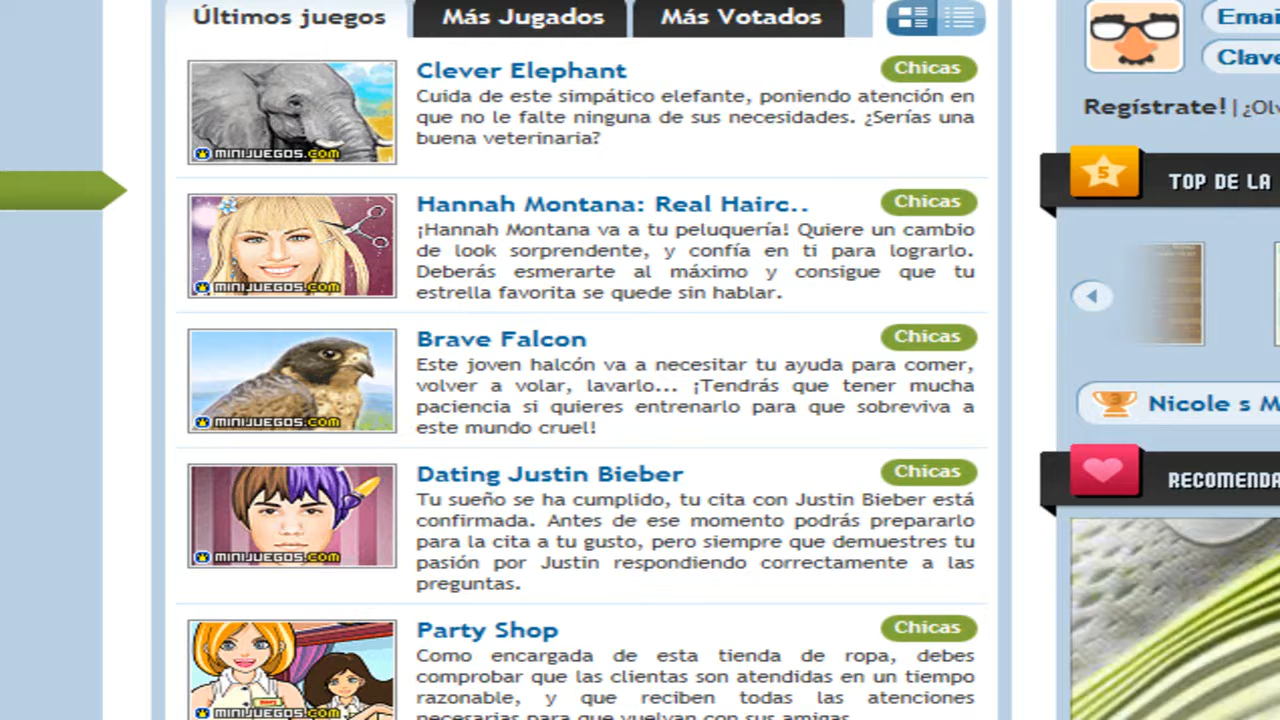 Últimos juegos
Más Jugados
Más Votados
Clever Elephant
Chicas
Cuida de este simpático elefante, poniendo atención en
que no le falte ninguna de sus necesidades. ¿Serías una
buena veterinaria?
MINIJUEGOS.COM
Hannah Montana: Real Hairc..
Chicas
¡Hannah Montana va a tu peluquería! Quiere un cambio
de look sorprendente, y confía en ti para lograrlo.
Deberás esmerarte al máximo y consigue que tu
estrella favorita se quede sin hablar.
MINIJUEGOS.COM
Brave Falcon
Chicas
Este joven halcón va a necesitar tu ayuda para comer,
volver a volar, lavarlo... ¡Tendrás que tener mucha
paciencia si quieres entrenarlo para que sobreviva a
este mundo cruel!
MINIJUEGOS.COM
Dating Justin Bieber
Chicas
Tu sueño se ha cumplido, tu cita con Justin Bieber está
confirmada. Antes de ese momento podrás prepararlo
para la cita a tu gusto, pero siempre que demuestres tu
pasión por Justin respondiendo correctamente a las
preguntas.
MINIJUEGOS.COM
Party Shop
Chicas
Como encargada de esta tienda de ropa, debes
comprobar que las clientas son atendidas en un tiempo
razonable, y que reciben todas las atenciones
necesarias para que vuelvan con sus amigas.
MINIJUEGOS.COM
Emai
Clave
Regístrate! | ¿Olv
5
TOP DE LA
3
Nicole s M
RECOMENDA